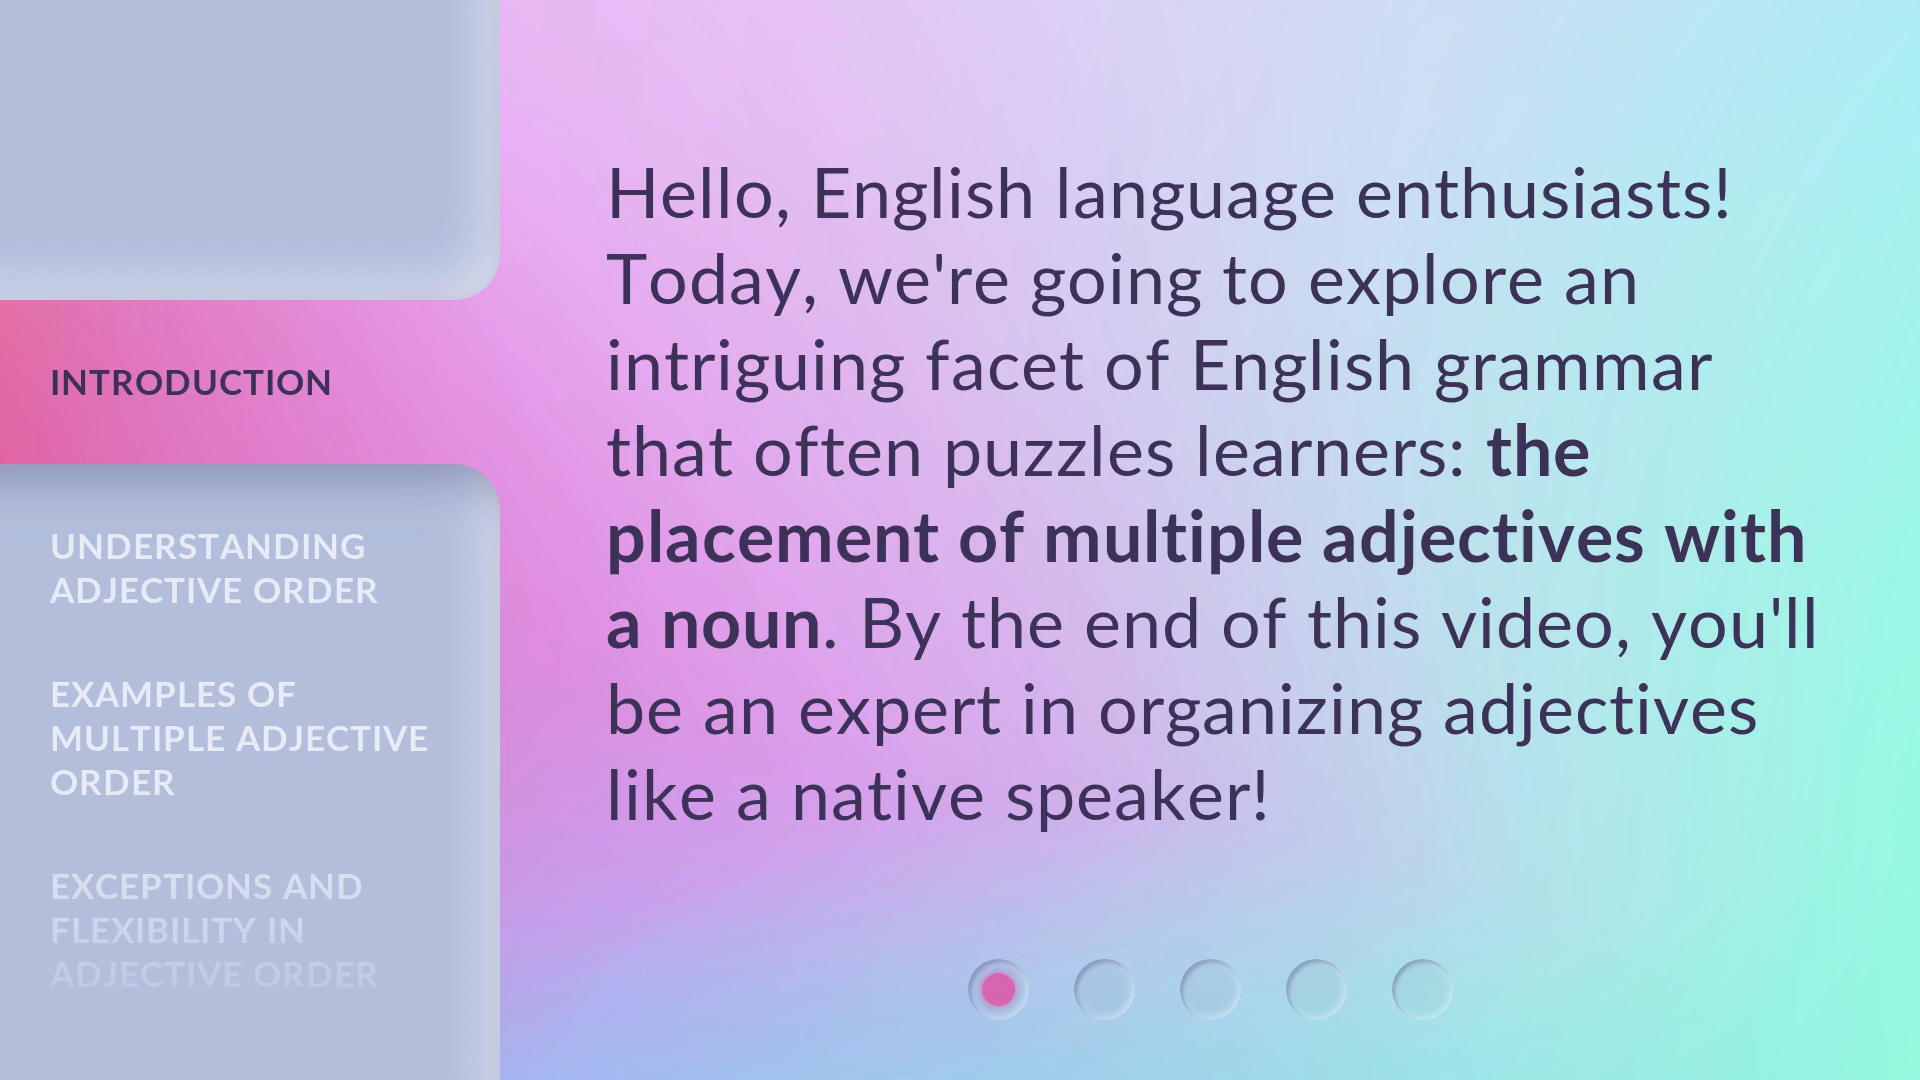 INTRODUCTION
UNDERSTANDING
ADJECTIVE ORDER
EXAMPLES OF
MULTIPLE ADJECTIVE
ORDER
EXCEPTIONS AND
FLEXIBILITY IN
ADJECTIVE ORDER
Hello, English language enthusiasts!
Today, we're going to explore an
intriguing facet of English grammar
that often puzzles learners: the
placement of multiple adjectives with
a noun. By the end of this video, you'll
be an expert in organizing adjectives
like a native speaker!